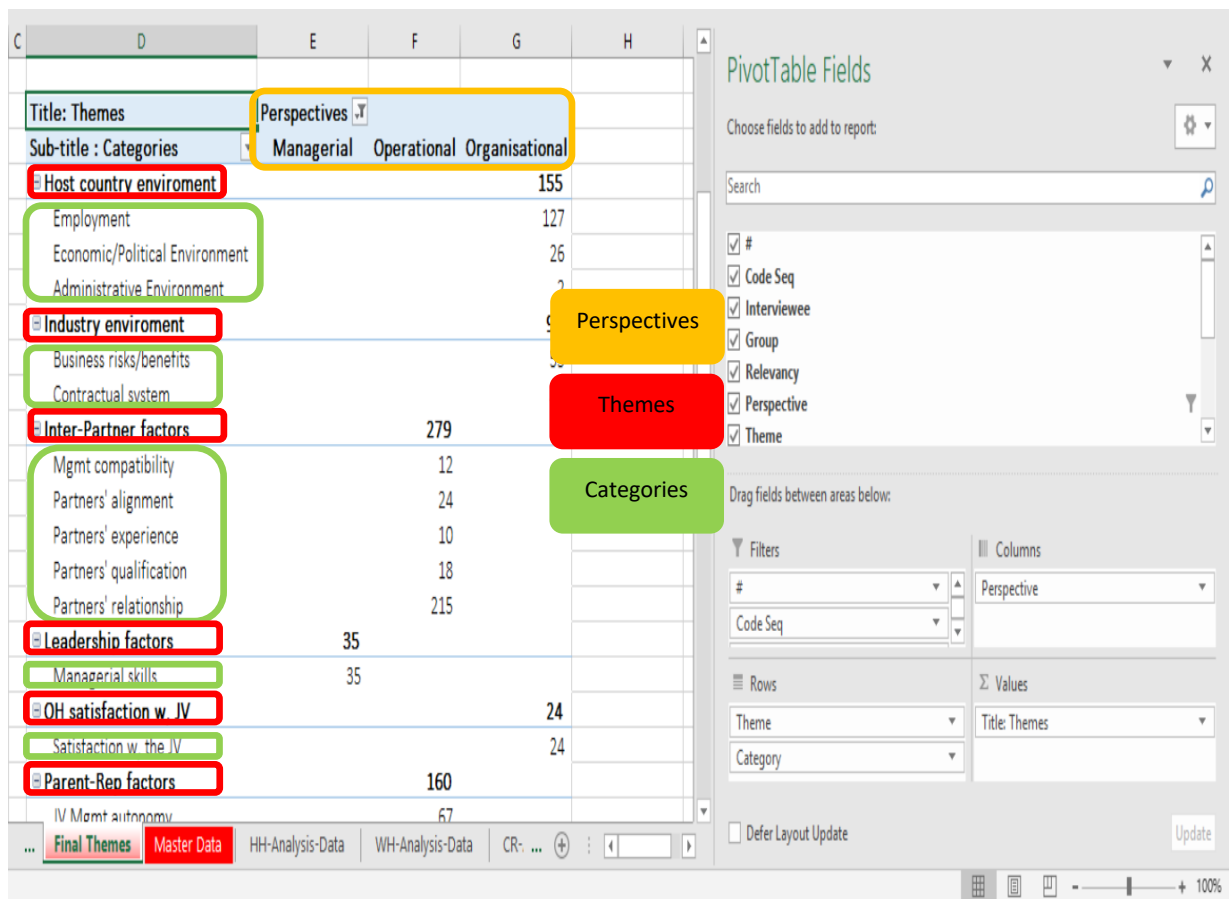 C D E F G H
Title: Themes Perspectives
Sub-title : Categories Managerial Operational Organisational
Host country enviroment 155
Employment 127
Economic/Political Environment 26
Administrative Environment 2
Industry enviroment
Business risks/benefits
Contractual system
Inter-Partner factors 279
Mgmt compatibility 12
Partners' alignment 24
Partners' experience 10
Partners' qualification 18
Partners' relationship 215
Leadership factors 35
Managerial skills 35
OH satisfaction w. JV 24
Satisfaction w. the JV 24
Parent-Rep factors 160
JV Mgmt autonomy 67
... Final Themes Master Data HH-Analysis-Data WH-Analysis-Data CR- ...
Perspectives
Themes
Categories
PivotTable Fields
Choose fields to add to report:
Search
#
Code Seq
Interviewee
Group
Relevancy
Perspective
Theme
Drag fields between areas below:
Filters
#
Code Seq
Columns
Perspective
Rows
Theme
Category
Σ Values
Title: Themes
Defer Layout Update
Update
- + 100%